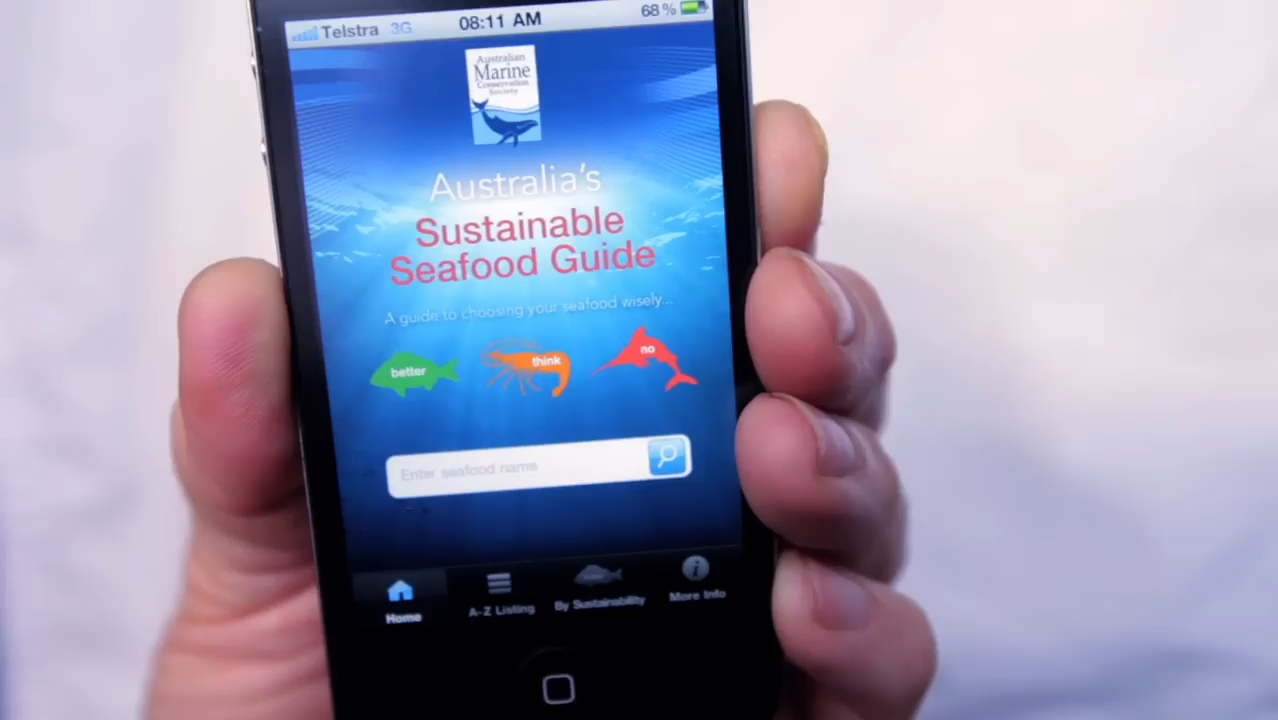 Telstra 3G 08:11 AM 68%
Australian
Marine
Conservation
Society
Australia's
Sustainable
Seafood Guide
A guide to choosing your seafood wisely...
better think no
Enter seafood name
Home A-Z Listing By Sustainability More Info